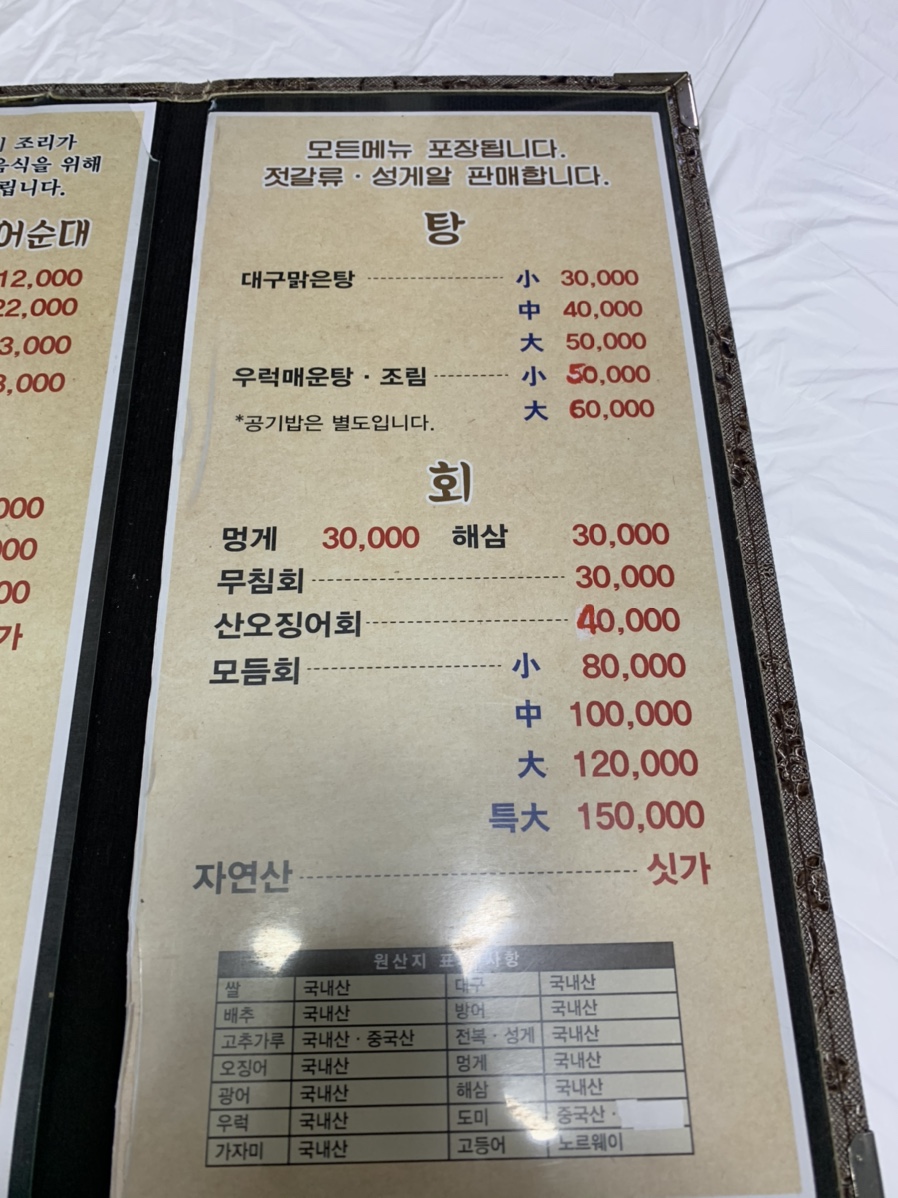 조리가
음식을 위해
립니다.
어순대
12,000
22,000
3,000
3,000
000
00
00
가
모든메뉴 포장됩니다.
젓갈류 · 성게알 판매합니다.
탕
대구맑은탕 小 30,000
中 40,000
大 50,000
우럭매운탕 · 조림 小 50,000
大 60,000
*공기밥은 별도입니다.
회
멍게 30,000 해삼 30,000
무침회 30,000
산오징어회 40,000
모듬회 小 80,000
中 100,000
大 120,000
특大 150,000
자연산 싯가
원산지 표 사항
쌀 국내산 대구 국내산
배추 국내산 방어 국내산
고추가루 국내산 · 중국산 전복 · 성게 국내산
오징어 국내산 멍게 국내산
광어 국내산 해삼 국내산
우럭 국내산 도미 중국산 ·
가자미 국내산 고등어 노르웨이